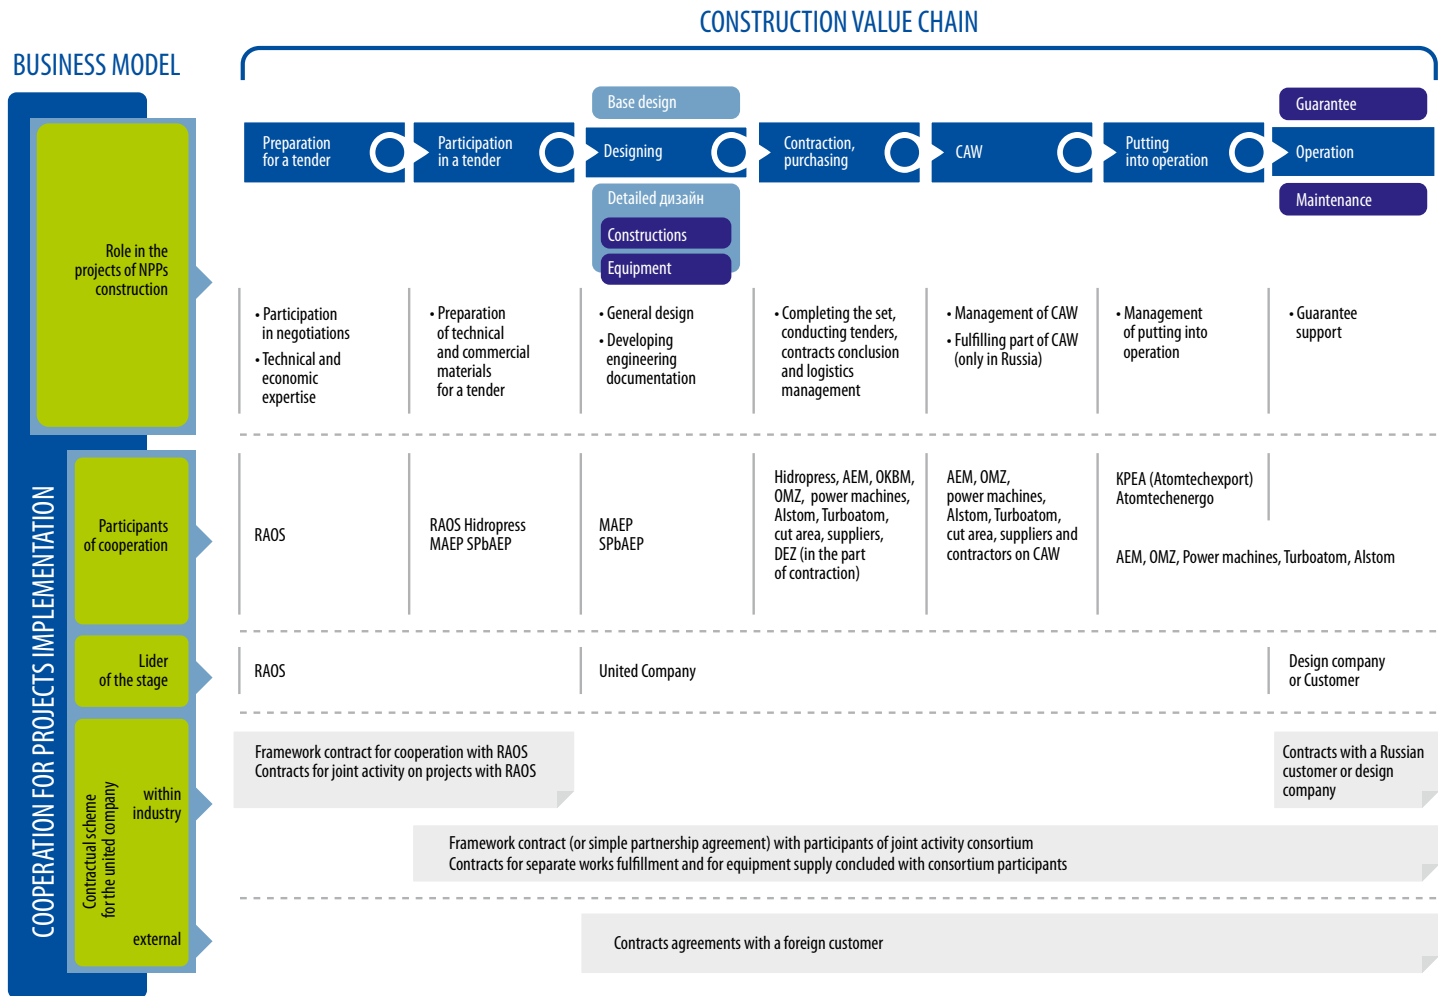 CONSTRUCTION VALUE CHAIN
BUSINESS MODEL
Base design
Guarantee
Preparation
for a tender
Participation
in a tender
Designing
Contraction,
purchasing
CAW
Putting
into operation
Operation
Detailed дизайн
Constructions
Equipment
Maintenance
Role in the
projects of NPPs
construction
• Participation
in negotiations
• Technical and
economic
expertise
• Preparation
of technical
and commercial
materials
for a tender
• General design
• Developing
engineering
documentation
• Completing the set,
conducting tenders,
contracts conclusion
and logistics
management
• Management of CAW
• Fulfilling part of CAW
(only in Russia)
• Management
of putting into
operation
• Guarantee
support
COOPERATION FOR PROJECTS IMPLEMENTATION
Participants
of cooperation
RAOS
RAOS Hidropress
MAEP SPbAEP
MAEP
SPbAEP
Hidropress, AEM, OKBM,
OMZ, power machines,
Alstom, Turboatom,
cut area, suppliers,
DEZ (in the part
of contraction)
AEM, OMZ,
power machines,
Alstom, Turboatom,
cut area, suppliers and
contractors on CAW
KPEA (Atomtechexport)
Atomtechenergo
AEM, OMZ, Power machines, Turboatom, Alstom
Lider
of the stage
RAOS
United Company
Design company
or Customer
Contractual scheme
for the united company
within
industry
Framework contract for cooperation with RAOS
Contracts for joint activity on projects with RAOS
Contracts with a Russian
customer or design
company
Framework contract (or simple partnership agreement) with participants of joint activity consortium
Contracts for separate works fulfillment and for equipment supply concluded with consortium participants
external
Contracts agreements with a foreign customer